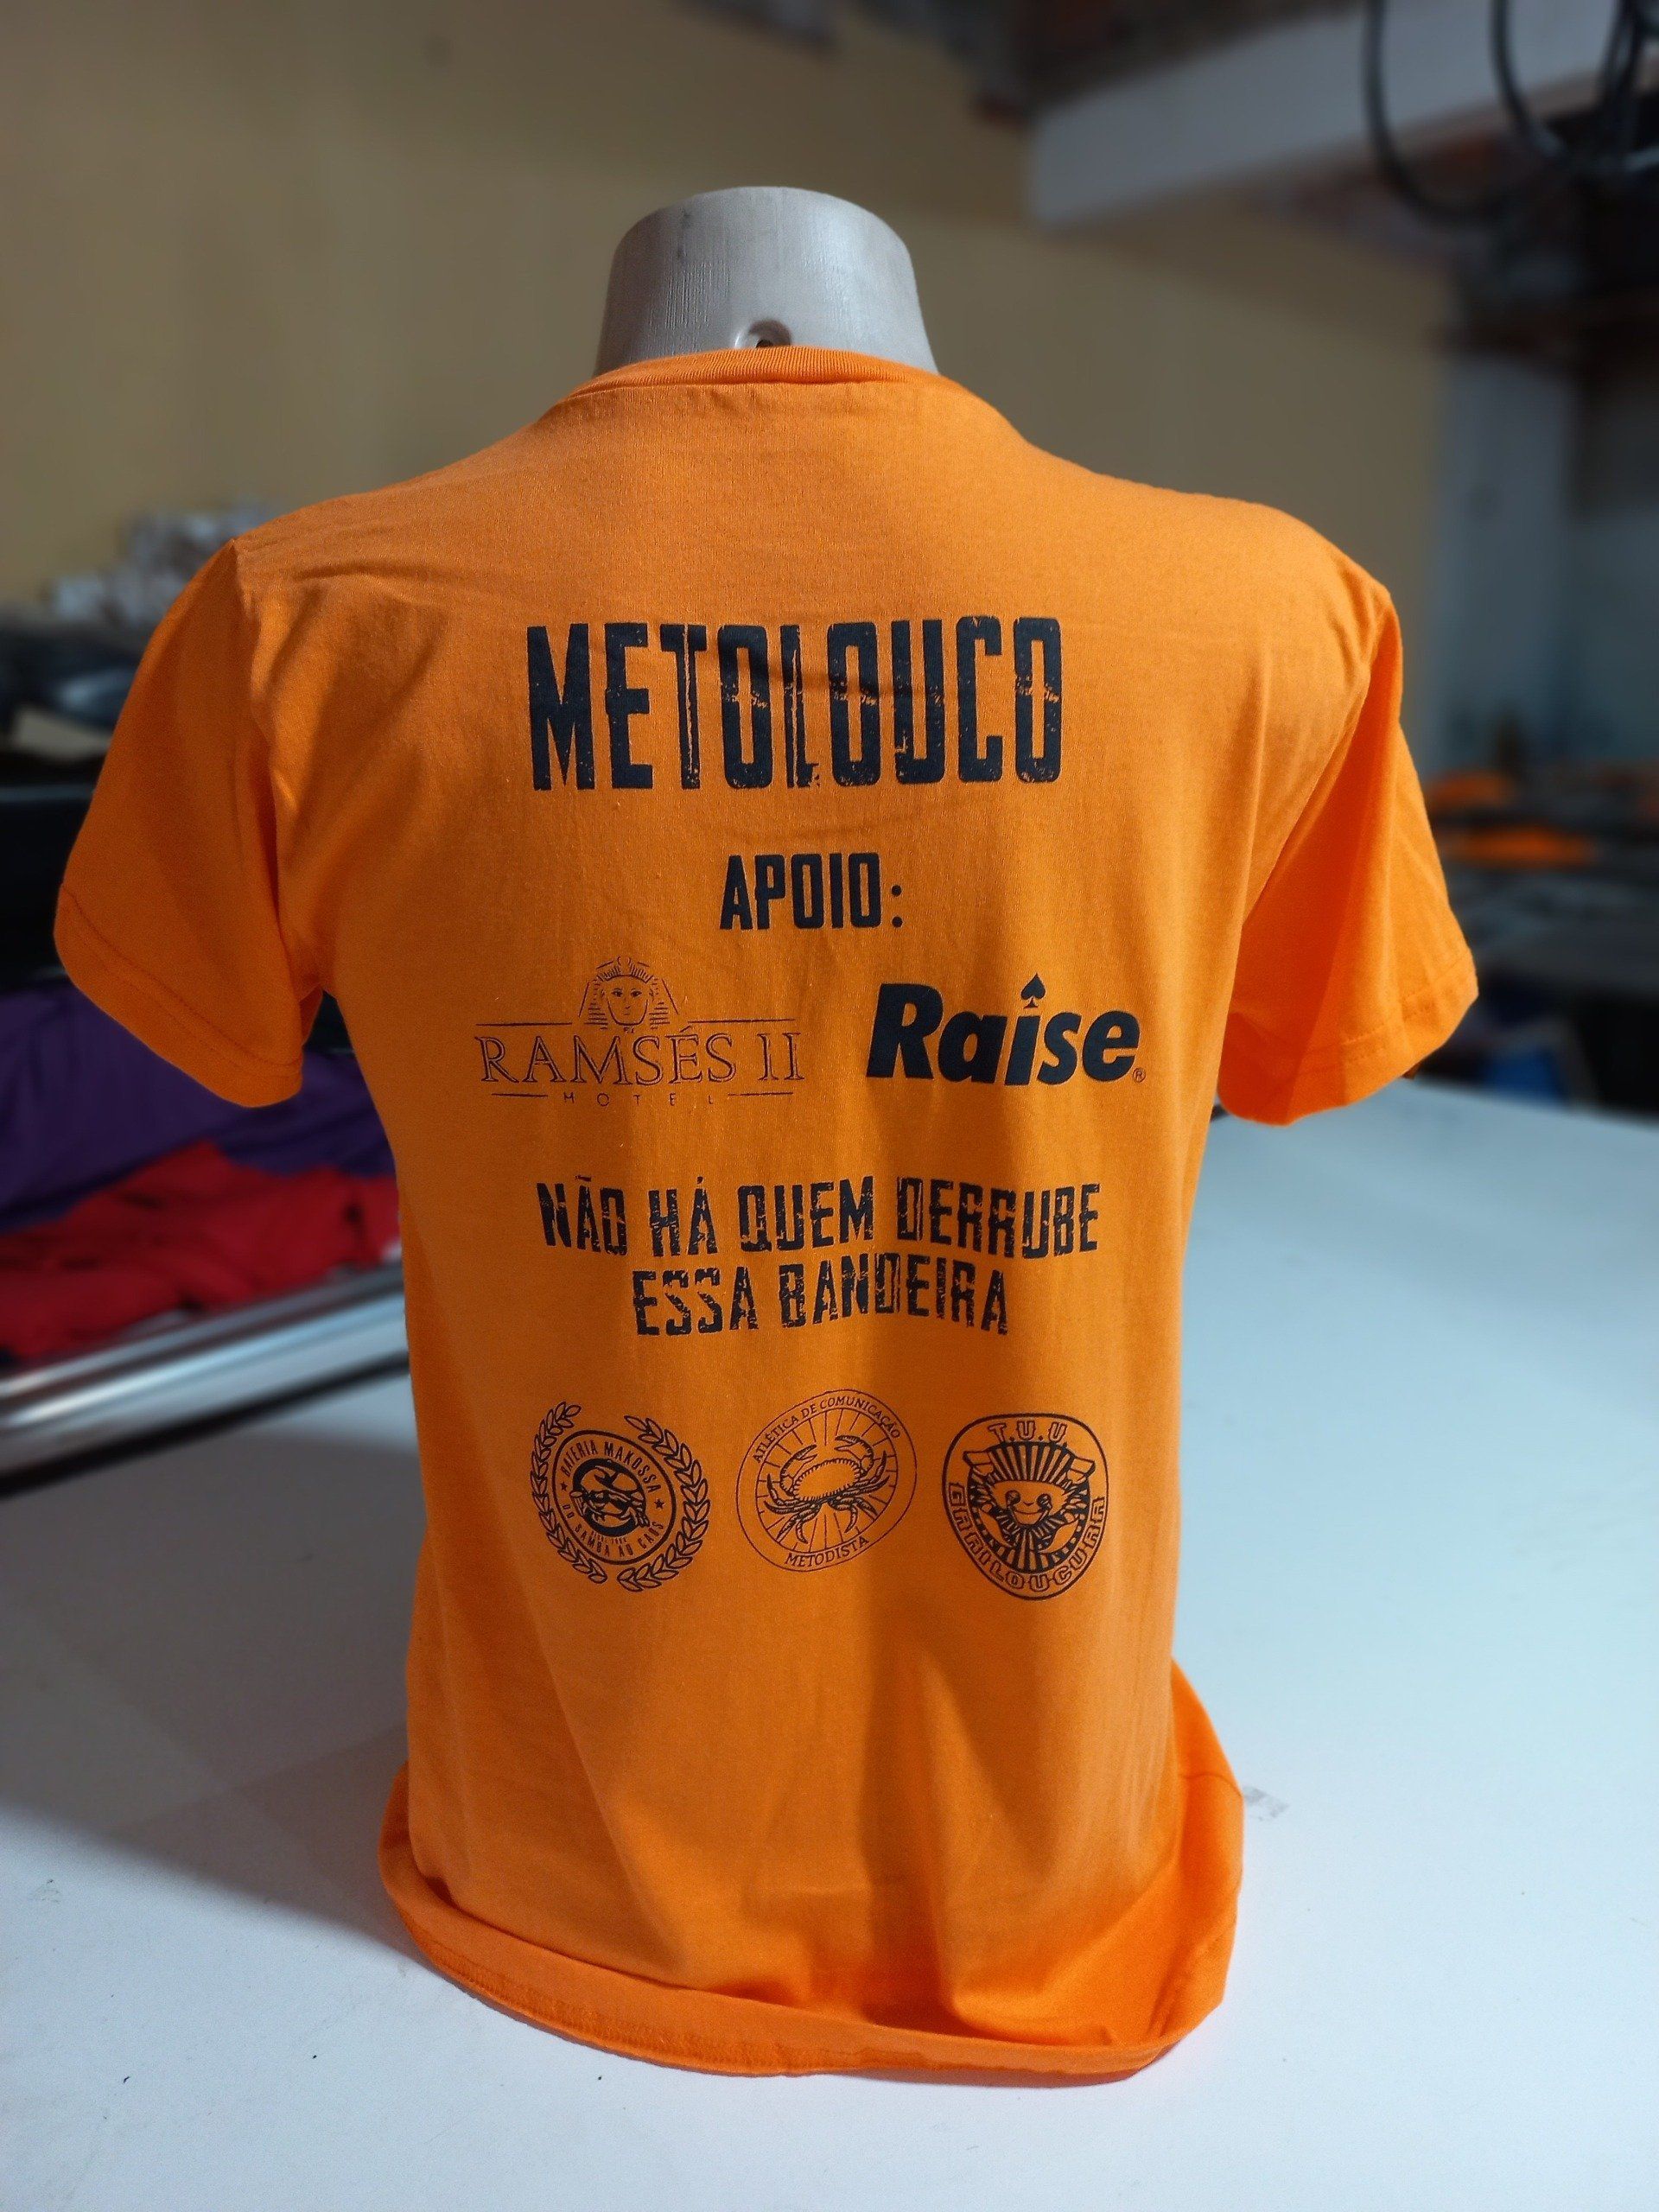 METOLOUCO
APOIO:
RAMSÉS II
HOTEL
Raise®
NÃO HÁ QUEM DERRUBE
ESSA BANDEIRA
BATERIA MAKOSSA
DO SAMBA AO CAOS
ATLÉTICA DE COMUNICAÇÃO
METODISTA
T.U.U
GAAILOUCURA